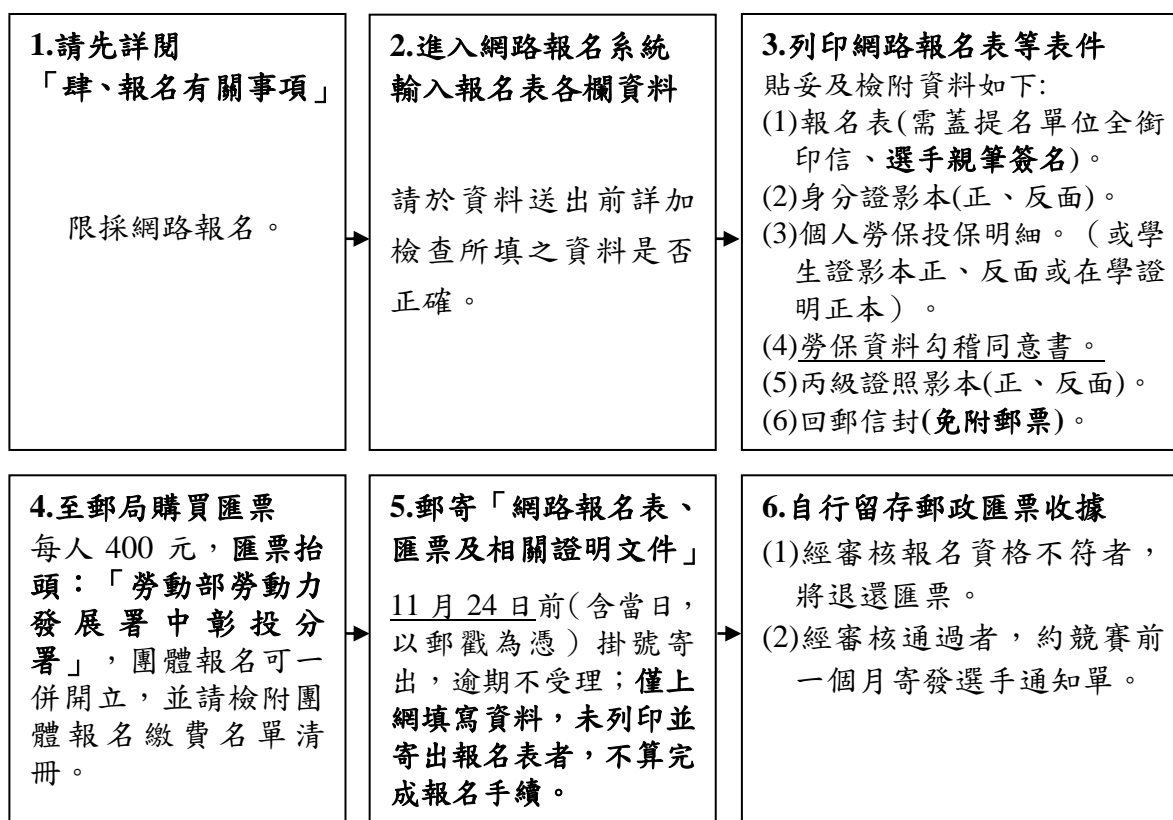 1.請先詳閱
「肆、報名有關事項」
限採網路報名。
2.進入網路報名系統
輸入報名表各欄資料
請於資料送出前詳加
檢查所填之資料是否
正確。
3.列印網路報名表等表件
貼妥及檢附資料如下:
(1)報名表(需蓋提名單位全銜
印信、選手親筆簽名)。
(2)身分證影本(正、反面)。
(3)個人勞保投保明細。（或學
生證影本正、反面或在學證
明正本）。
(4)勞保資料勾稽同意書。
(5)丙級證照影本(正、反面)。
(6)回郵信封(免附郵票)。
4.至郵局購買匯票
每人 400 元，匯票抬
頭：「勞動部勞動力
發展署中彰投分
署」，團體報名可一
併開立，並請檢附團
體報名繳費名單清
冊。
5.郵寄「網路報名表、
匯票及相關證明文件」
11 月 24 日前(含當日，
以郵戳為憑）掛號寄
出，逾期不受理；僅上
網填寫資料，未列印並
寄出報名表者，不算完
成報名手續。
6.自行留存郵政匯票收據
(1)經審核報名資格不符者，
將退還匯票。
(2)經審核通過者，約競賽前
一個月寄發選手通知單。